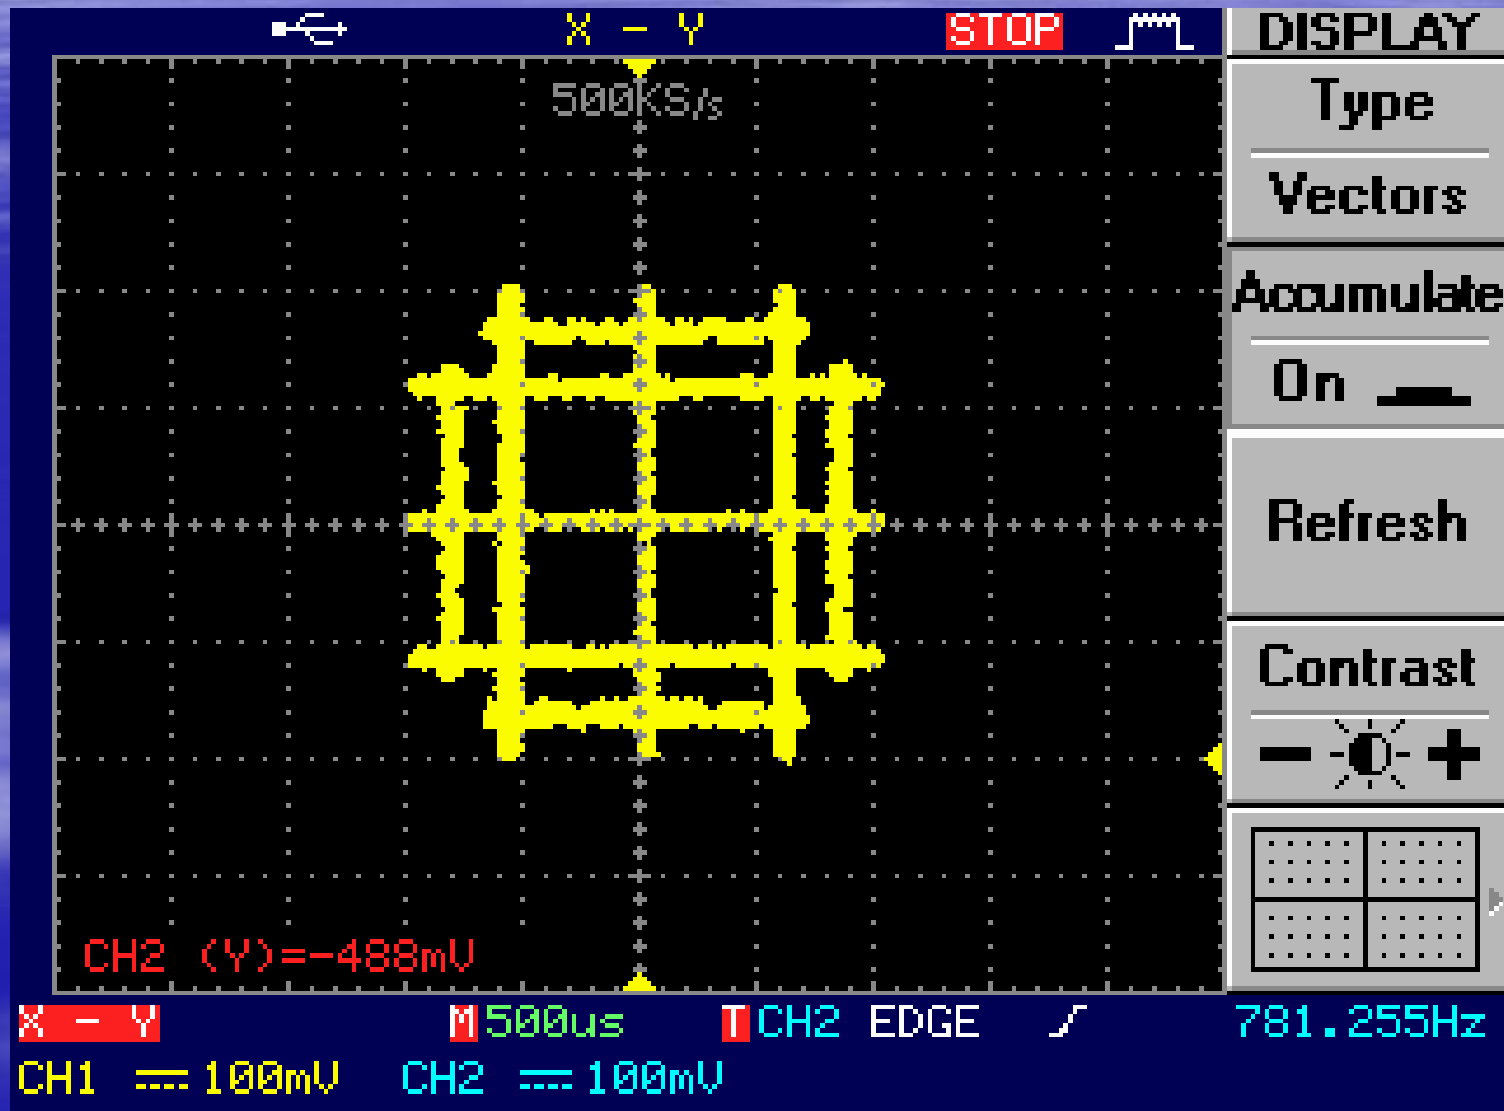 X - Y STOP DISPLAY
500KS/s
Type
Vectors
Accumulate
On
Refresh
Contrast
- +
CH2 (Y)=-488mV
X - Y M 500us T CH2 EDGE 781.255Hz
CH1 100mV CH2 100mV